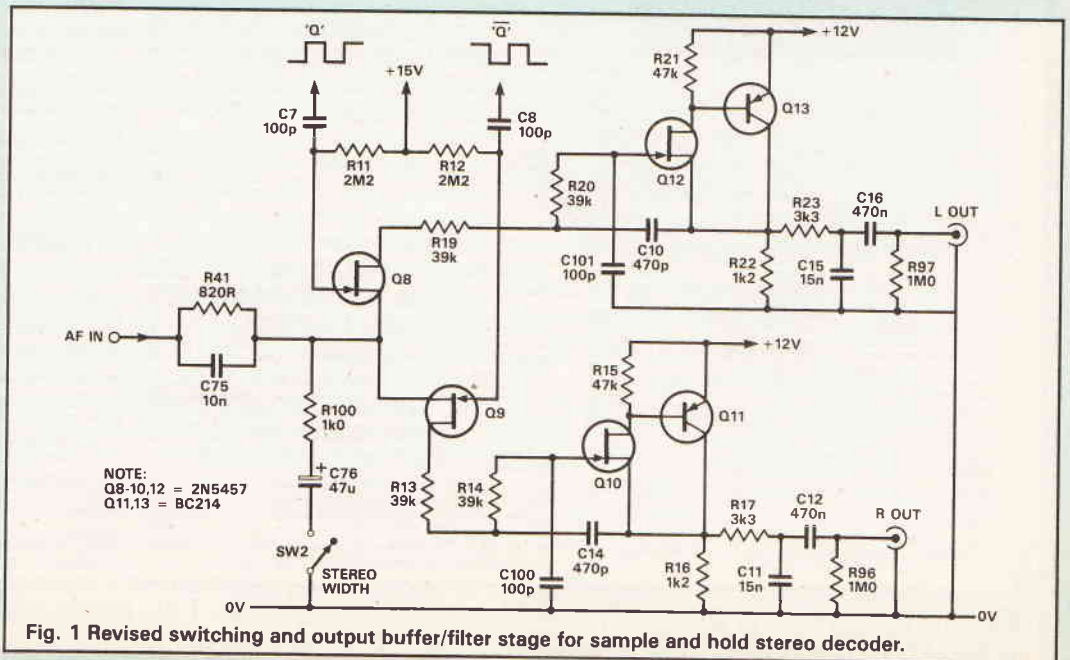 'Q'
Q̅
+15V
+12V
R21
47k
Q13
C7
100p
C8
100p
R11
2M2
R12
2M2
Q12
R20
39k
R23
3k3
C16
470n
L OUT
R19
39k
C10
470p
Q8
C101
100p
R22
1k2
C15
15n
R97
1M0
R41
820R
AF IN
C75
10n
+12V
R15
47k
Q11
Q9
R100
1k0
Q10
C76
+
47u
NOTE:
Q8-10,12 = 2N5457
Q11,13 = BC214
R13
39k
R14
39k
R17
3k3
C12
470n
R OUT
C14
470p
SW2
STEREO
WIDTH
C100
100p
R16
1k2
C11
15n
R96
1M0
0V
0V
Fig. 1 Revised switching and output buffer/filter stage for sample and hold stereo decoder.